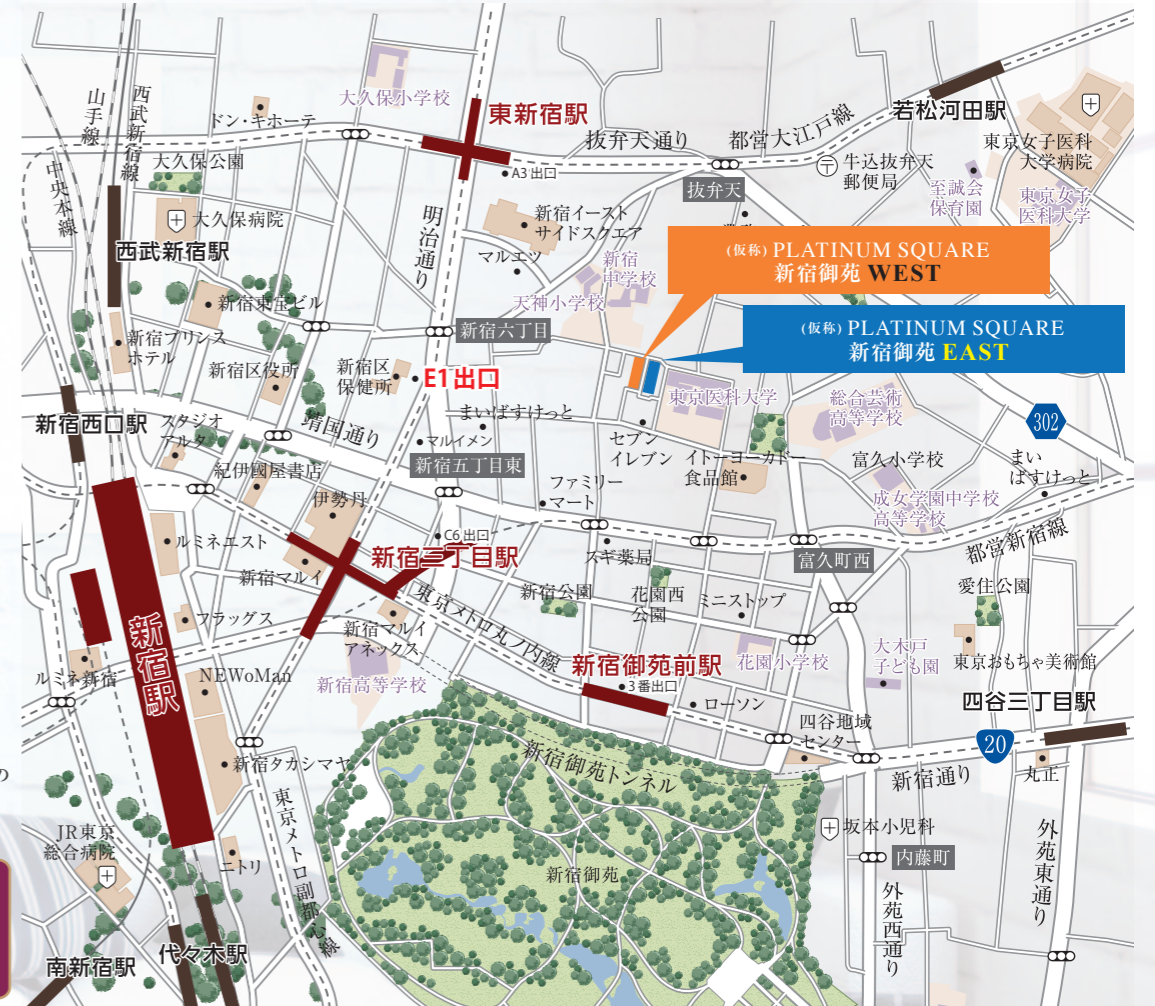 山手線
西武新宿線
中央本線
大久保小学校
ドン・キホーテ
東新宿駅
A3出口
抜弁天通り
都営大江戸線
若松河田駅
東京女子医科
大学病院
大久保公園
大久保病院
西武新宿駅
明治通り
新宿イースト
サイドスクエア
マルエツ
抜弁天
牛込抜弁天
郵便局
至誠会
保育園
東京女子
医科大学
(仮称) PLATINUM SQUARE
新宿御苑 WEST
新宿
中学校
天神小学校
(仮称) PLATINUM SQUARE
新宿御苑 EAST
新宿東宝ビル
新宿六丁目
新宿プリンス
ホテル
新宿区役所
新宿区
保健所
E1出口
東京医科大学
総合芸術
高等学校
302
新宿西口駅
スタジオ
アルタ
靖国通り
まいばすけっと
マルイメン
新宿五丁目東
セブン
イレブン
イトーヨーカドー
食品館
富久小学校
まい
ばすけっと
紀伊國屋書店
伊勢丹
ファミリー
マート
成女学園中学校
高等学校
C6出口
ルミネエスト
新宿三丁目駅
スギ薬局
富久町西
都営新宿線
新宿マルイ
新宿公園
花園西
公園
ミニストップ
愛住公園
フラッグス
新宿マルイ
アネックス
東京メトロ丸ノ内線
新宿駅
ルミネ新宿
NEWoMan
新宿高等学校
新宿御苑前駅
3番出口
花園小学校
大木戸
子ども園
東京おもちゃ美術館
ローソン
四谷地域
センター
四谷三丁目駅
20
新宿タカシマヤ
新宿御苑トンネル
新宿通り
丸正
の
東京メトロ副都心線
JR東京
総合病院
ニトリ
新宿御苑
坂本小児科
内藤町
外苑西通り
外苑東通り
南新宿駅
代々木駅